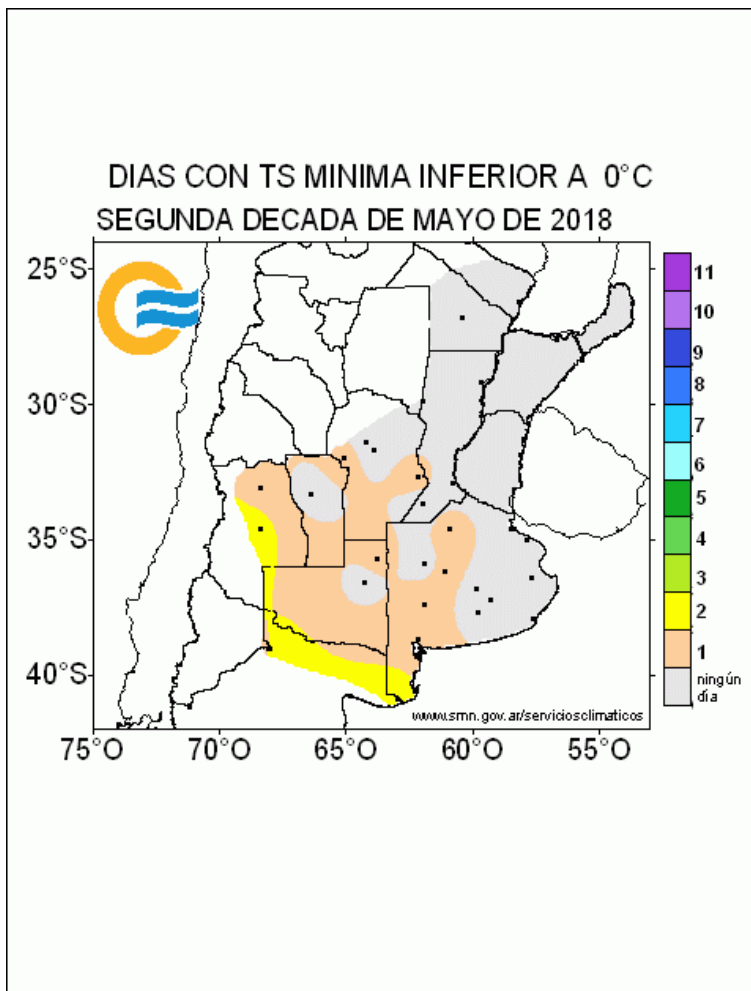 DIAS CON TS MINIMA INFERIOR A 0°C
SEGUNDA DECADA DE MAYO DE 2018
25°S
30°S
35°S
40°S
75°O
70°O
65°O
60°O
55°O
11
10
9
8
7
6
5
4
3
2
1
ningún
día
www.smn.gov.ar/serviciosclimaticos